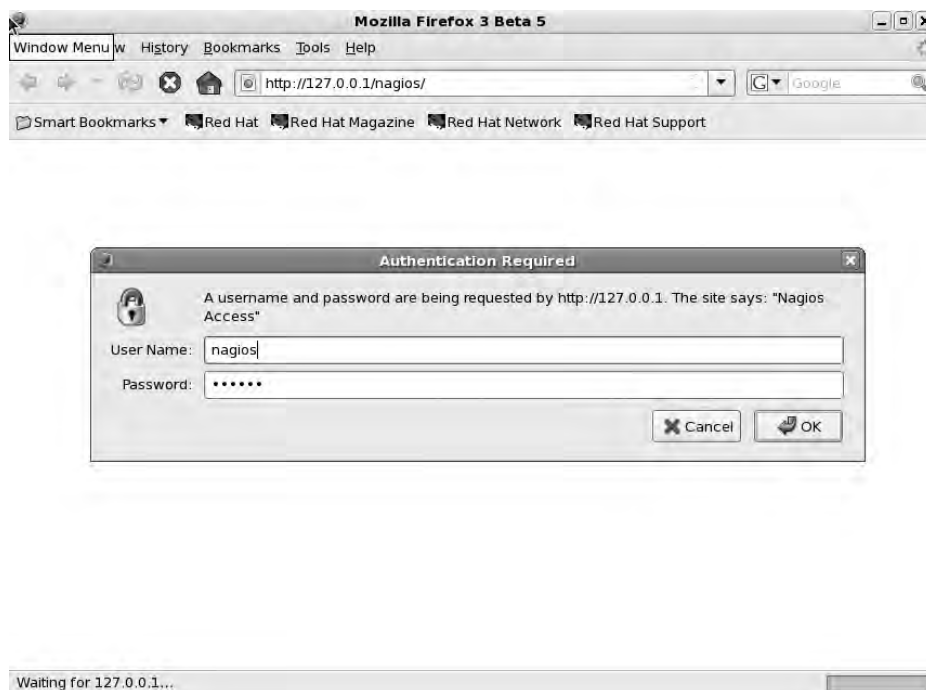 Mozilla Firefox 3 Beta 5
Window Menu w History Bookmarks Tools Help
http://127.0.0.1/nagios/ G Google
Smart Bookmarks Red Hat Red Hat Magazine Red Hat Network Red Hat Support
Authentication Required
A username and password are being requested by http://127.0.0.1. The site says: "Nagios
Access"
User Name: nagios
Password: ••••••
Cancel OK
Waiting for 127.0.0.1...